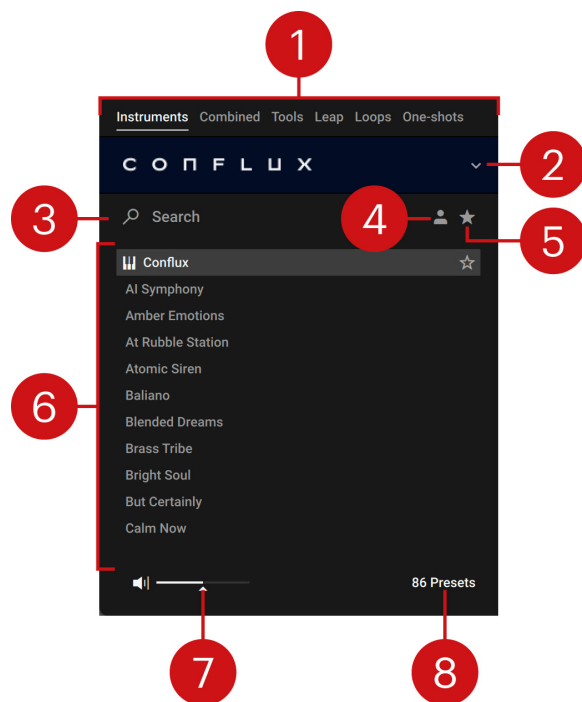 1
Instruments Combined Tools Leap Loops One-shots
CONFLUX
2
3
Search
4
5
Conflux
AI Symphony
Amber Emotions
At Rubble Station
Atomic Siren
Baliano
6
Blended Dreams
Brass Tribe
Bright Soul
But Certainly
Calm Now
86 Presets
7
8